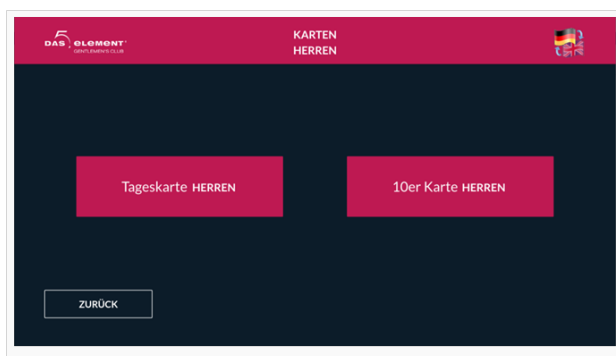 DAS 5 ELEMENT
GENTLEMEN'S CLUB
KARTEN
HERREN
Tageskarte HERREN
10er Karte HERREN
ZURÜCK